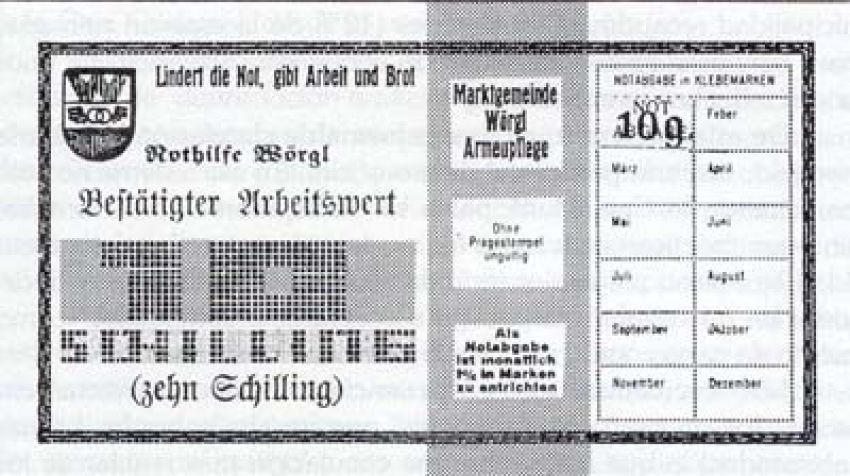 Lindert die Not, gibt Arbeit und Brot
Nothilfe Wörgl
Bestätigter Arbeitswert
10
SCHILLING
(zehn Schilling)
Marktgemeinde
Wörgl
Armeupflege
Ohne
Prägestempel
ungültig
Als
Notabgabe
ist monatlich
1% in Marken
zu entrichten
NOTABGABE in KLEBEMARKEN
NOT
10g
Feber
März
April
Mai
Juni
Juli
August
September
Oktober
November
Dezember